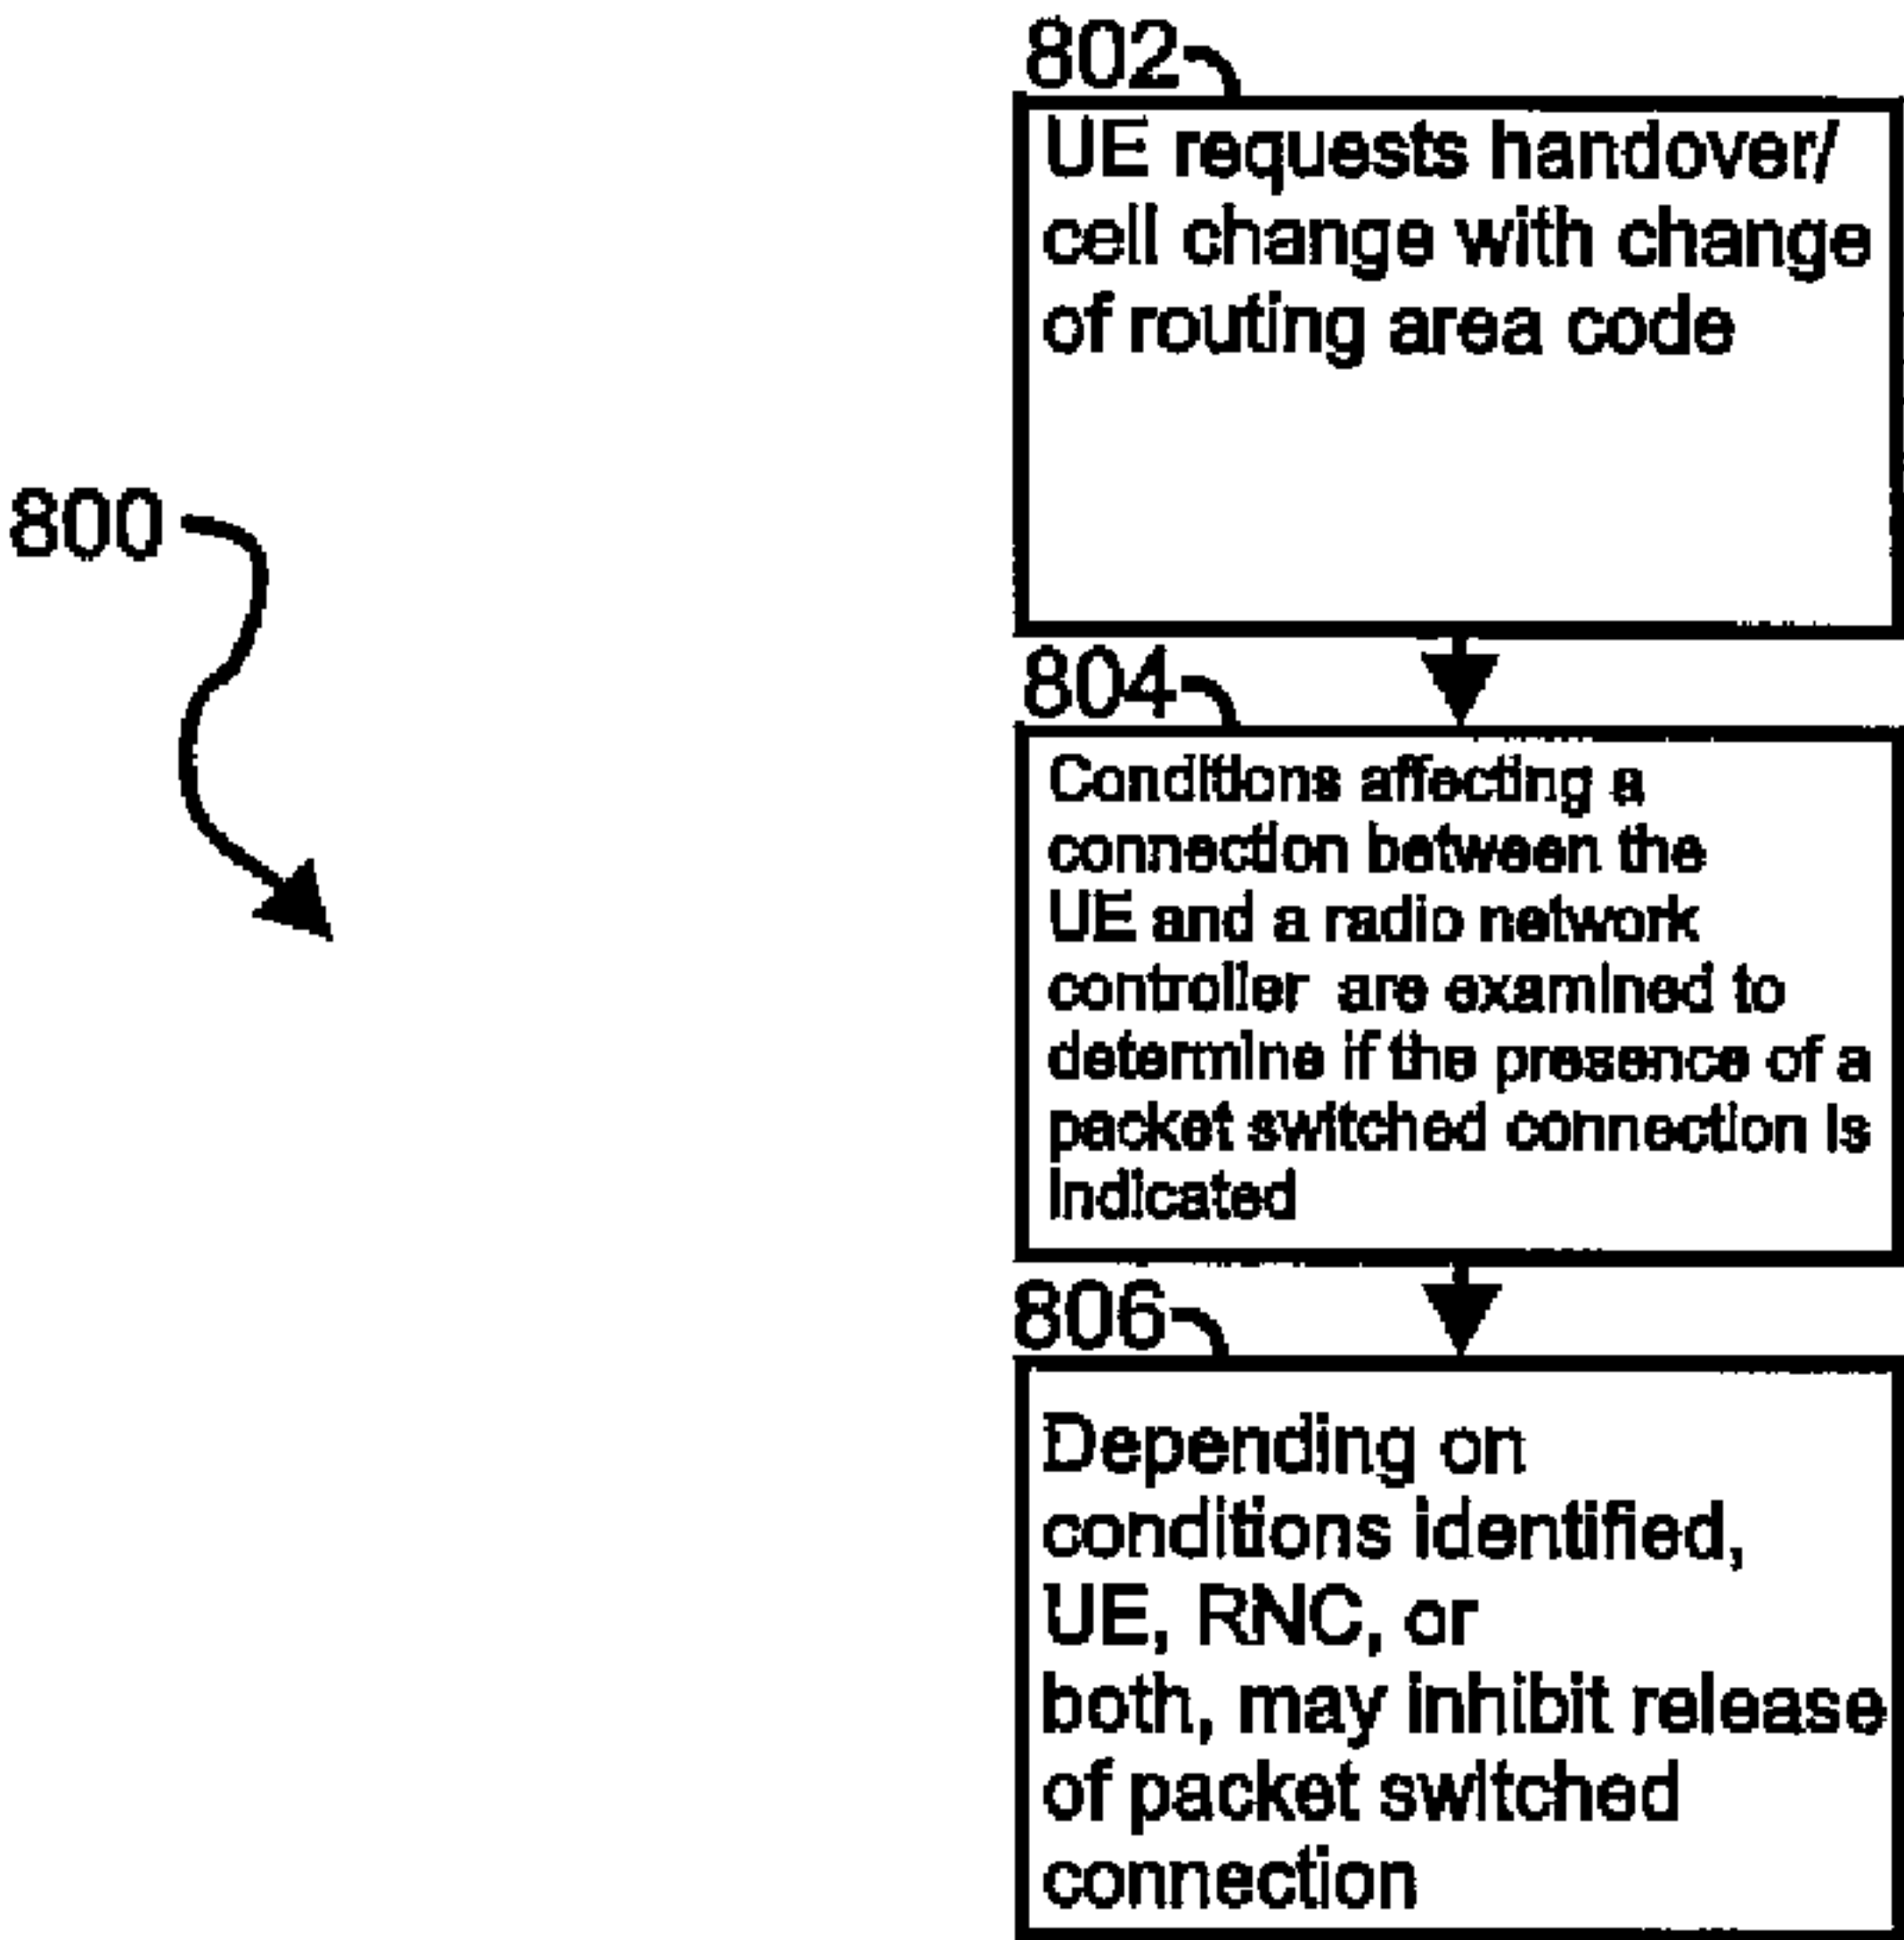 802
UE requests handover/
cell change with change
of routing area code
800
804
Conditions affecting a
connection between the
UE and a radio network
controller are examined to
determine if the presence of a
packet switched connection is
indicated
806
Depending on
conditions identified,
UE, RNC, or
both, may inhibit release
of packet switched
connection